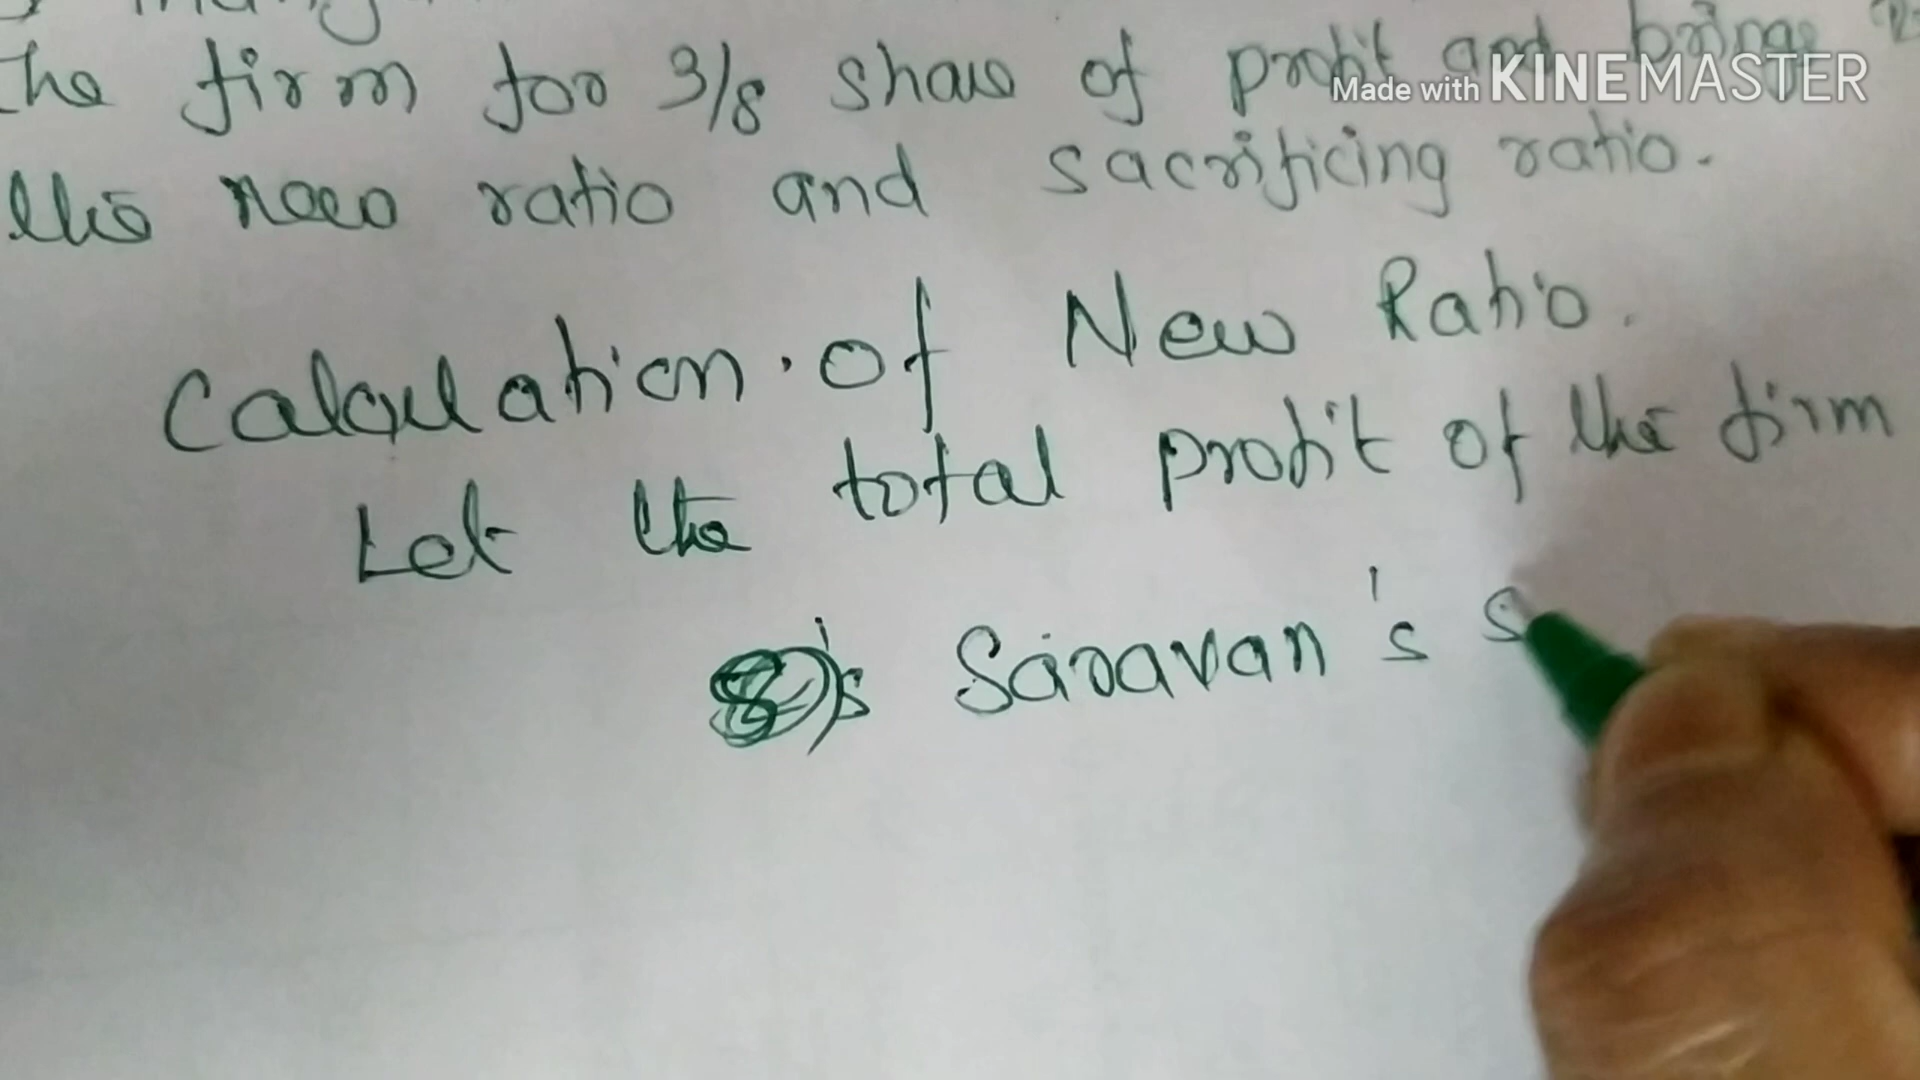 the firm for 3/8 share of profit and brings
Made with KINEMASTER
the new ratio and sacrificing ratio.
Calculation of New Ratio.
Let the total profit of the firm
's Saravan's s